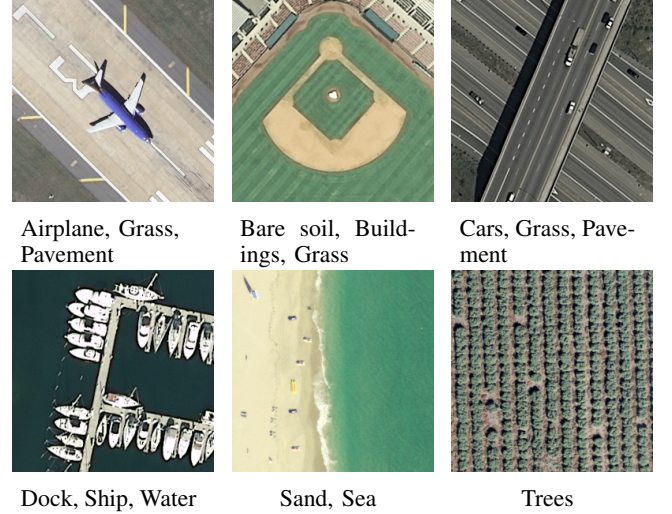 Airplane, Grass,
Pavement
Bare soil, Build-
ings, Grass
Cars, Grass, Pave-
ment
Dock, Ship, Water
Sand, Sea
Trees